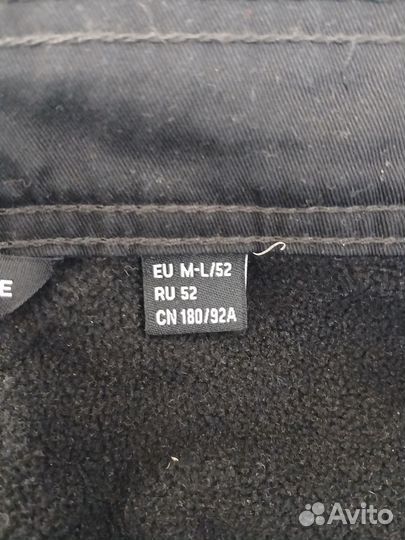 E
EU M-L/52
RU 52
CN 180/92A
Avito